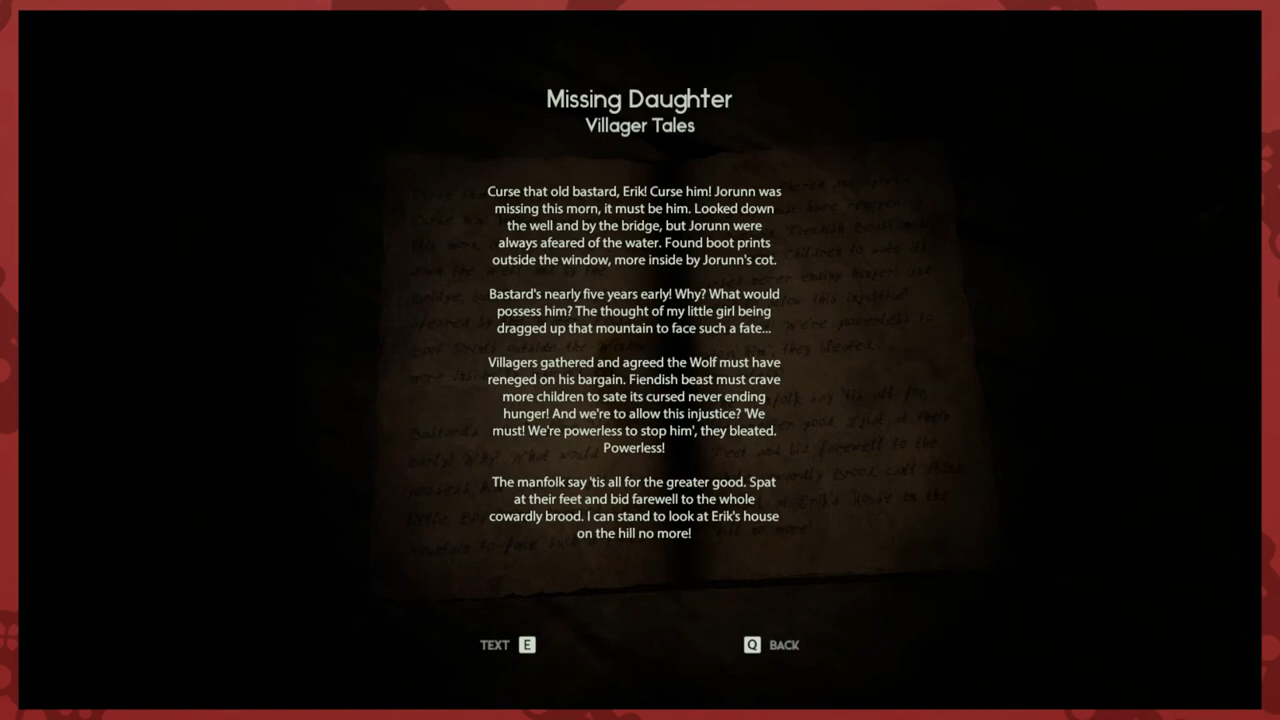 Missing Daughter
Villager Tales
Curse that old bastard, Erik! Curse him! Jorunn was
missing this morn, it must be him. Looked down
the well and by the bridge, but Jorunn were
always afeared of the water. Found boot prints
outside the window, more inside by Jorunn's cot.
Bastard's nearly five years early! Why? What would
possess him? The thought of my little girl being
dragged up that mountain to face such a fate...
Villagers gathered and agreed the Wolf must have
reneged on his bargain. Fiendish beast must crave
more children to sate its cursed never ending
hunger! And we're to allow this injustice? 'We
must! We're powerless to stop him', they bleated.
Powerless!
The manfolk say 'tis all for the greater good. Spat
at their feet and bid farewell to the whole
cowardly brood. I can stand to look at Erik's house
on the hill no more!
TEXT E
Q BACK